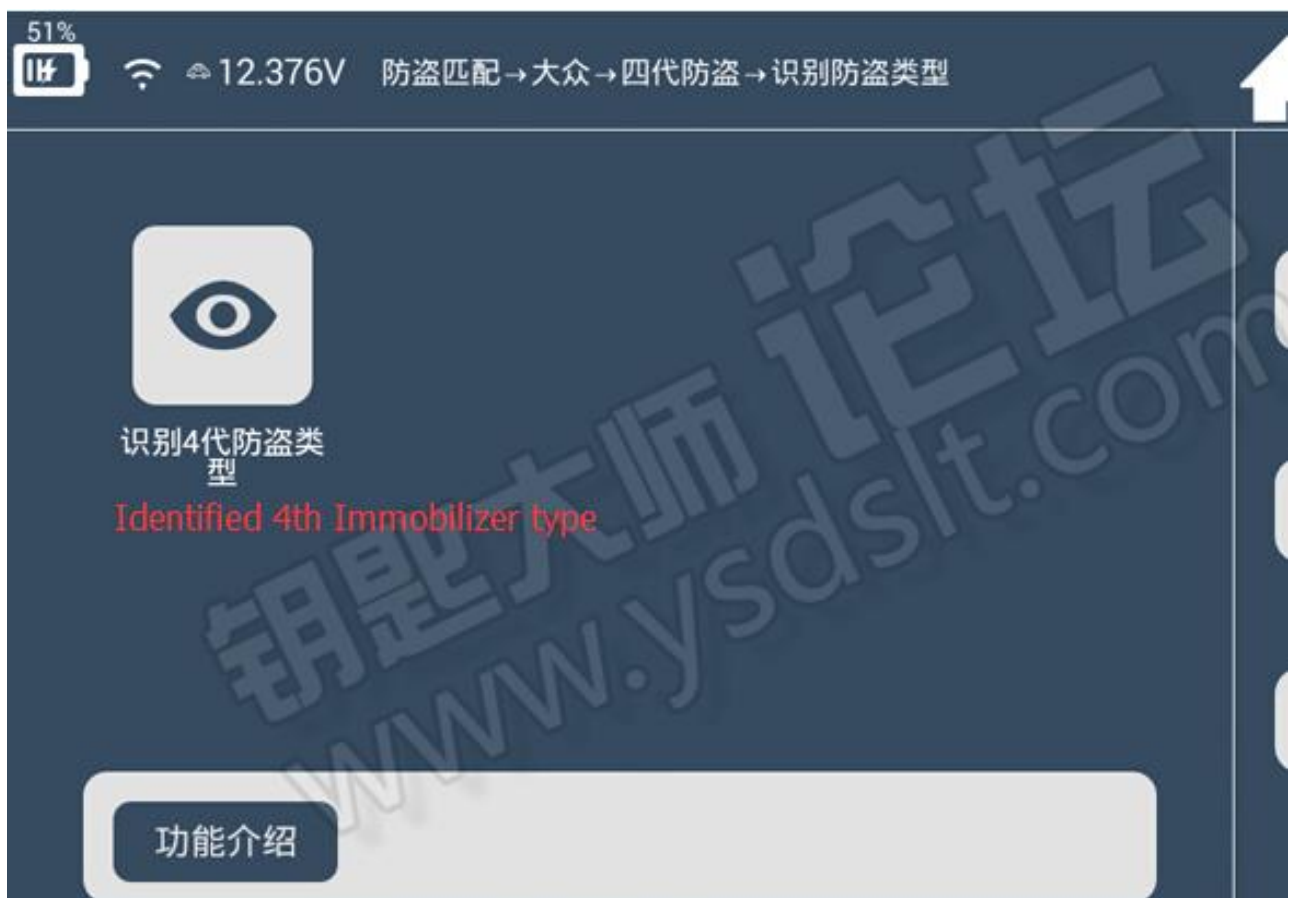 51%
12.376V 防盗匹配→大众→四代防盗→识别防盗类型
识别4代防盗类
型
Identified 4th Immobilizer type
钥匙大师 论坛
www.ysdslt.com
功能介绍